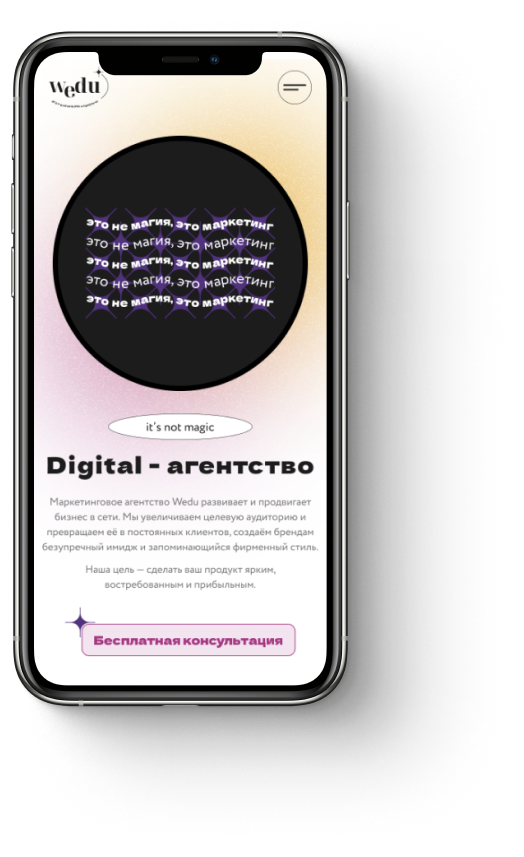 wedu
это не магия, это маркетинг
это не магия, это маркетинг
это не магия, это маркетинг
это не магия, это маркетинг
это не магия, это маркетинг
it's not magic
Digital - агентство
Маркетинговое агентство Wedu развивает и продвигает
бизнес в сети. Мы увеличиваем целевую аудиторию и
превращаем её в постоянных клиентов, создаём брендам
безупречный имидж и запоминающийся фирменный стиль.
Наша цель — сделать ваш продукт ярким,
востребованным и прибыльным.
Бесплатная консультация